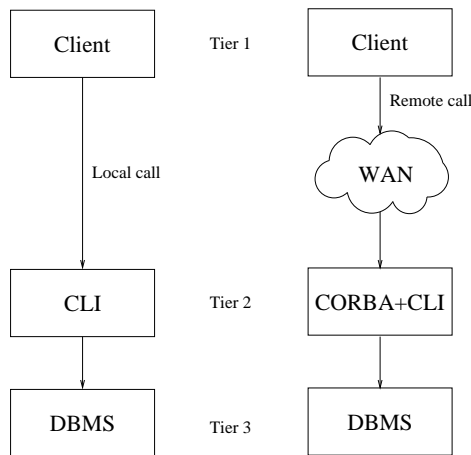 Client
Tier 1
Client
Remote call
Local call
WAN
CLI
Tier 2
CORBA+CLI
DBMS
Tier 3
DBMS